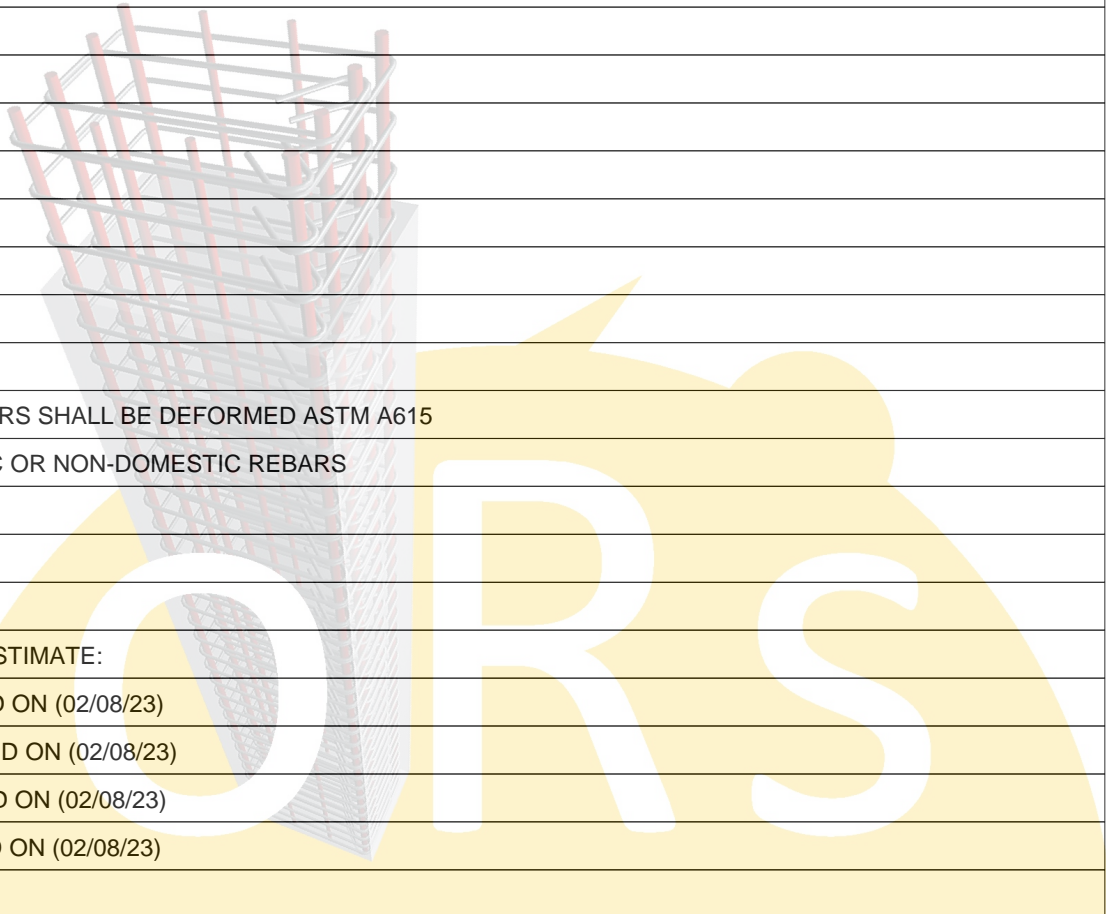 RS SHALL BE DEFORMED ASTM A615
C OR NON-DOMESTIC REBARS
ORS
STIMATE:
D ON (02/08/23)
D ON (02/08/23)
D ON (02/08/23)
D ON (02/08/23)